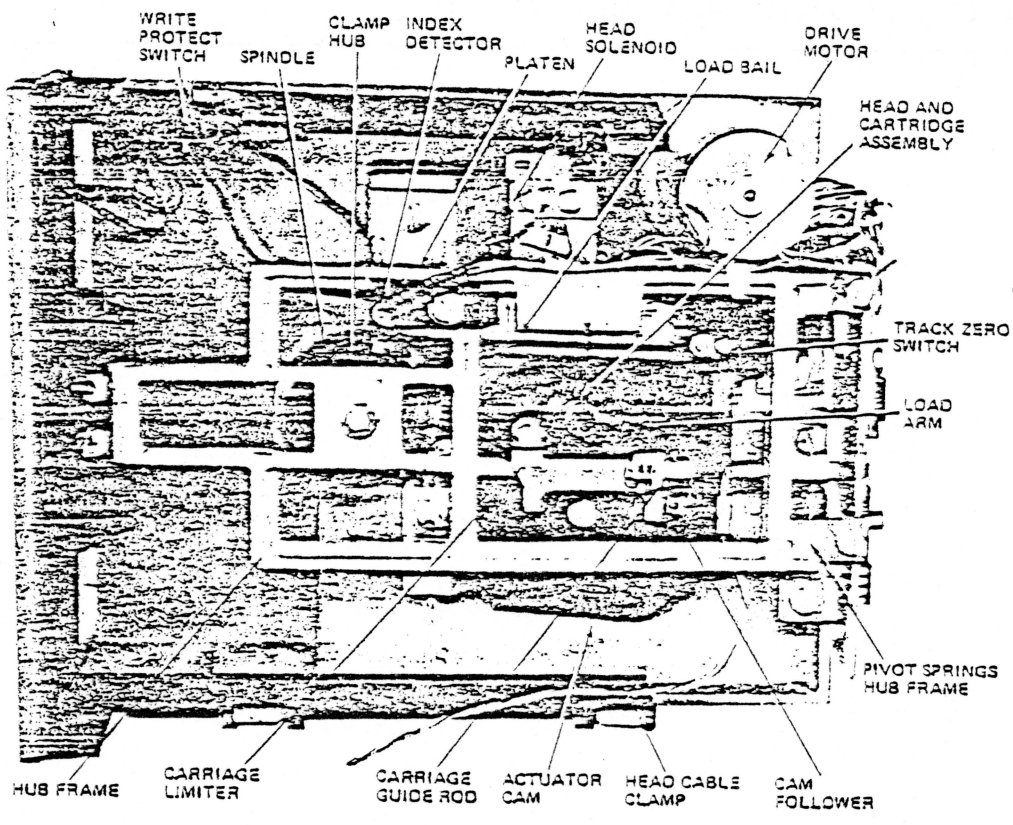 WRITE
PROTECT
SWITCH
SPINDLE
CLAMP
HUB
INDEX
DETECTOR
PLATEN
HEAD
SOLENOID
LOAD BAIL
DRIVE
MOTOR
HEAD AND
CARTRIDGE
ASSEMBLY
TRACK ZERO
SWITCH
LOAD
ARM
PIVOT SPRINGS
HUB FRAME
HUB FRAME
CARRIAGE
LIMITER
CARRIAGE
GUIDE ROD
ACTUATOR
CAM
HEAD CABLE
CLAMP
CAM
FOLLOWER